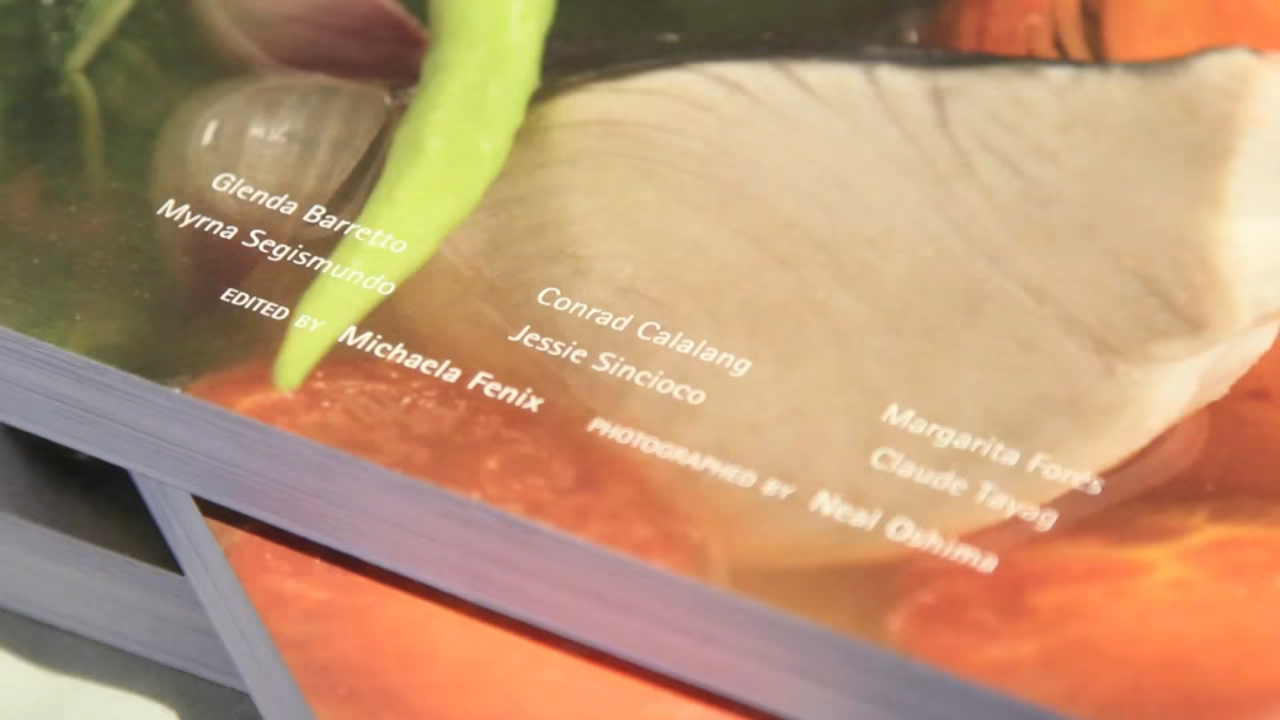 Glenda Barretto
Myrna Segismundo
Conrad Calalang
Jessie Sincioco
Margarita Forés
Claude Tayag
EDITED BY Michaela Fenix
PHOTOGRAPHED BY Neal Oshima